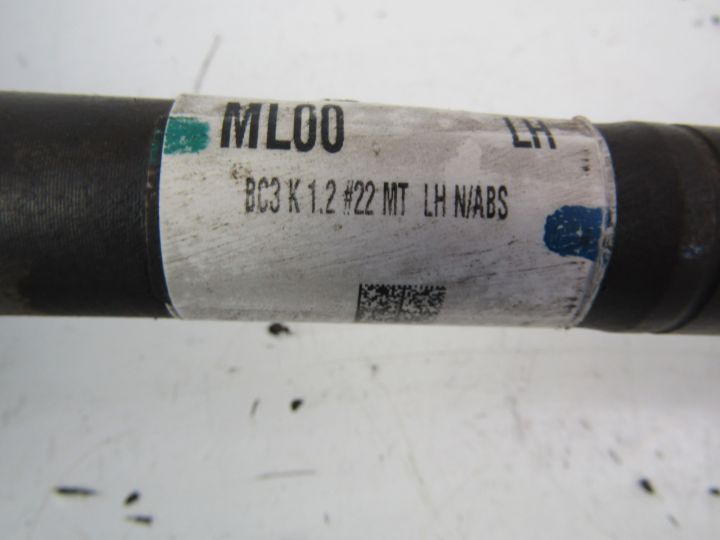 ML00 LH
BC3 K 1.2 #22 MT LH N/ABS